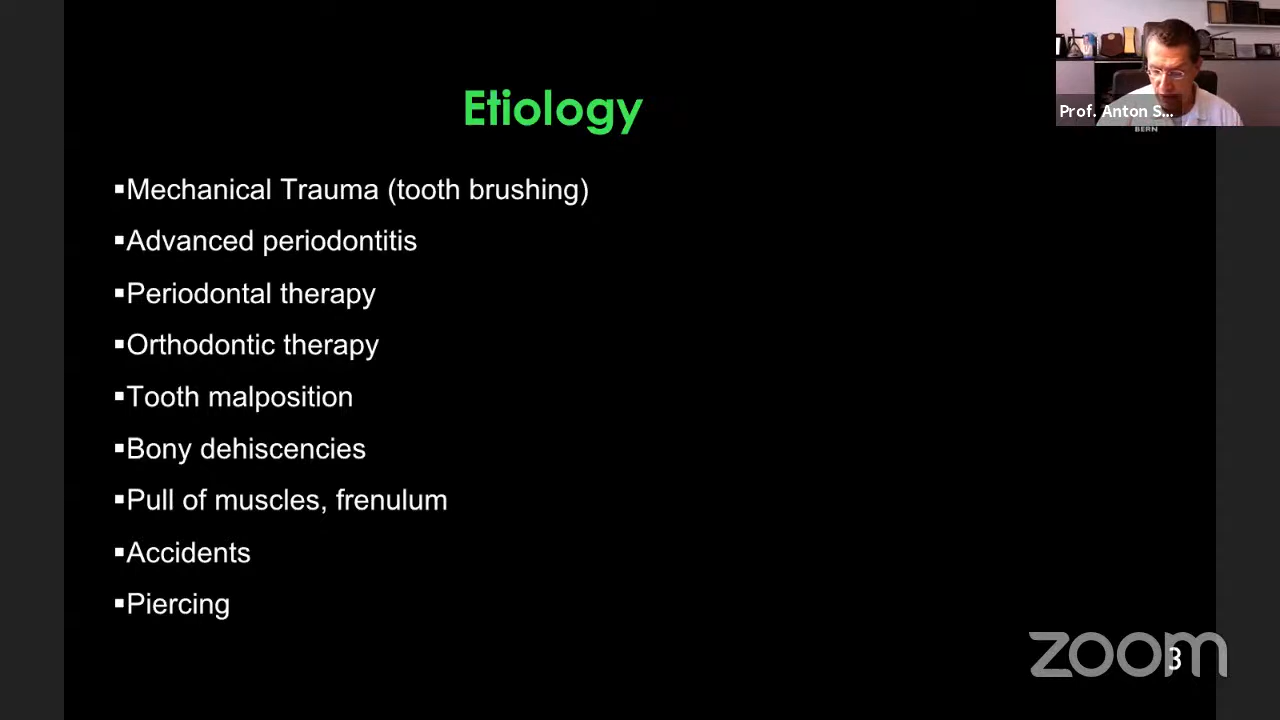 Etiology
▪Mechanical Trauma (tooth brushing)
▪Advanced periodontitis
▪Periodontal therapy
▪Orthodontic therapy
▪Tooth malposition
▪Bony dehiscencies
▪Pull of muscles, frenulum
▪Accidents
▪Piercing
Prof. Anton S...
BERN
zoom
3